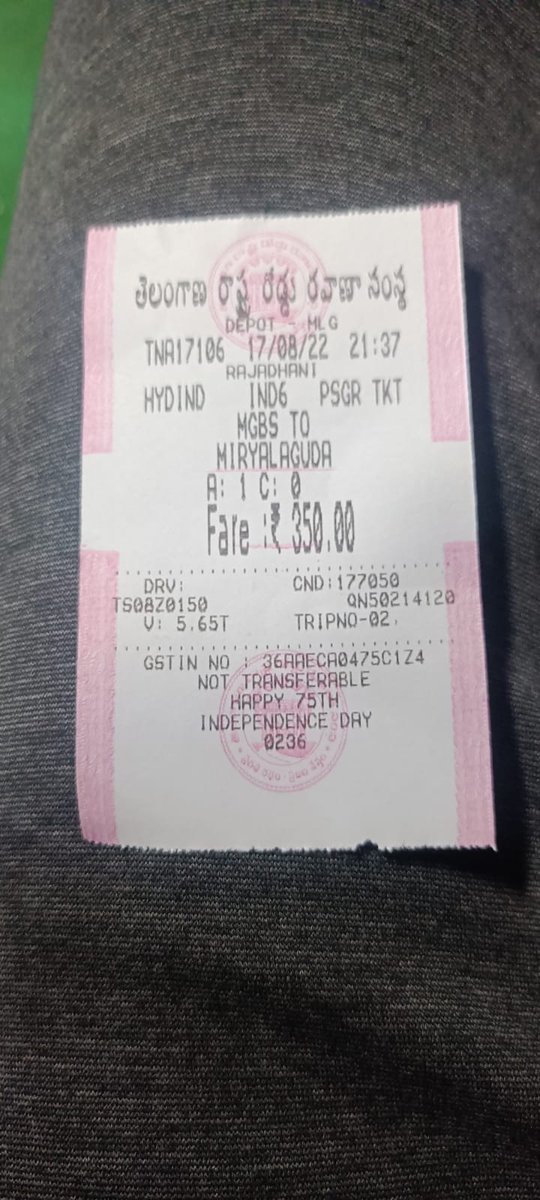 తెలంగాణ రాష్ట్ర రోడ్డు రవాణా సంస్థ
DEPOT - MLG
TNA17106 17/08/22 21:37
RAJADHANI
HYDIND IND6 PSGR TKT
MGBS TO
MIRYALAGUDA
A: 1 C: 0
Fare :₹ 350.00
DRV: CND:177050
TS08Z0150 QN50214120
V: 5.65T TRIPNO-02.
GSTIN NO : 36AAECA0475C1Z4
NOT TRANSFERABLE
HAPPY 75TH
INDEPENDENCE DAY
0236